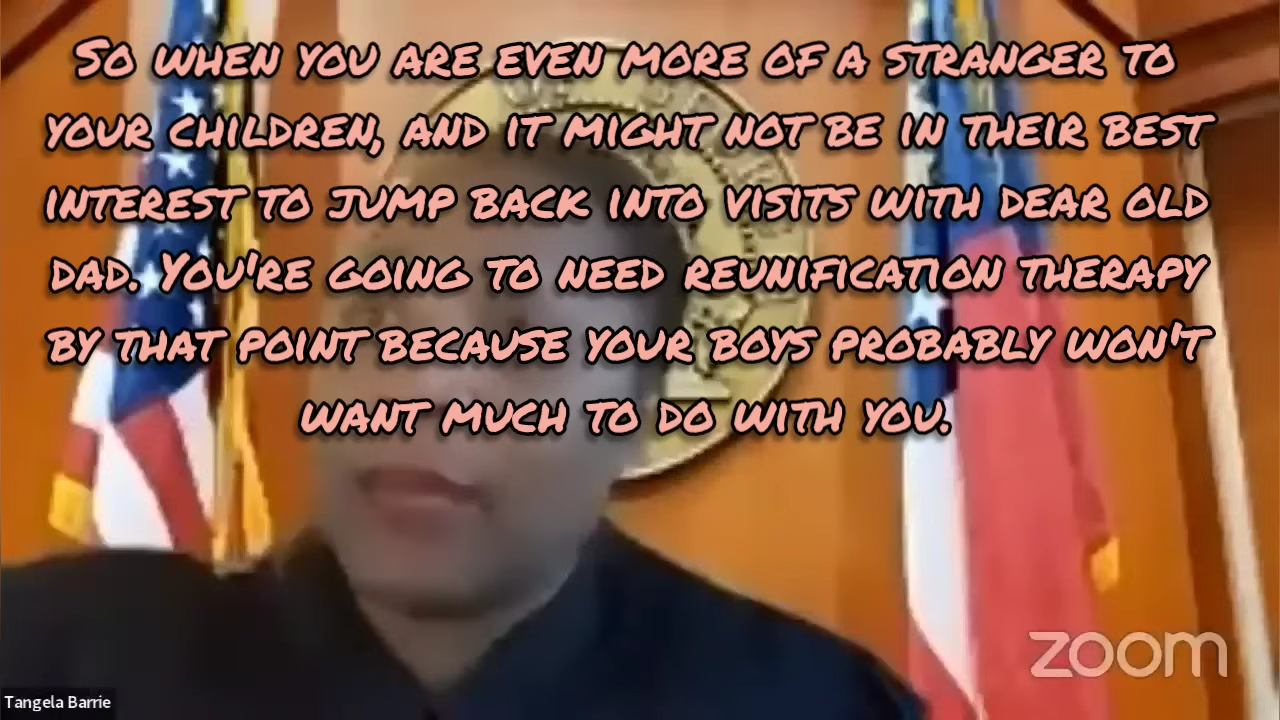 So when you are even more of a stranger to
your children, and it might not be in their best
interest to jump back into visits with dear old
dad. You're going to need reunification therapy
by that point because your boys probably won't
want much to do with you.
zoom
Tangela Barrie